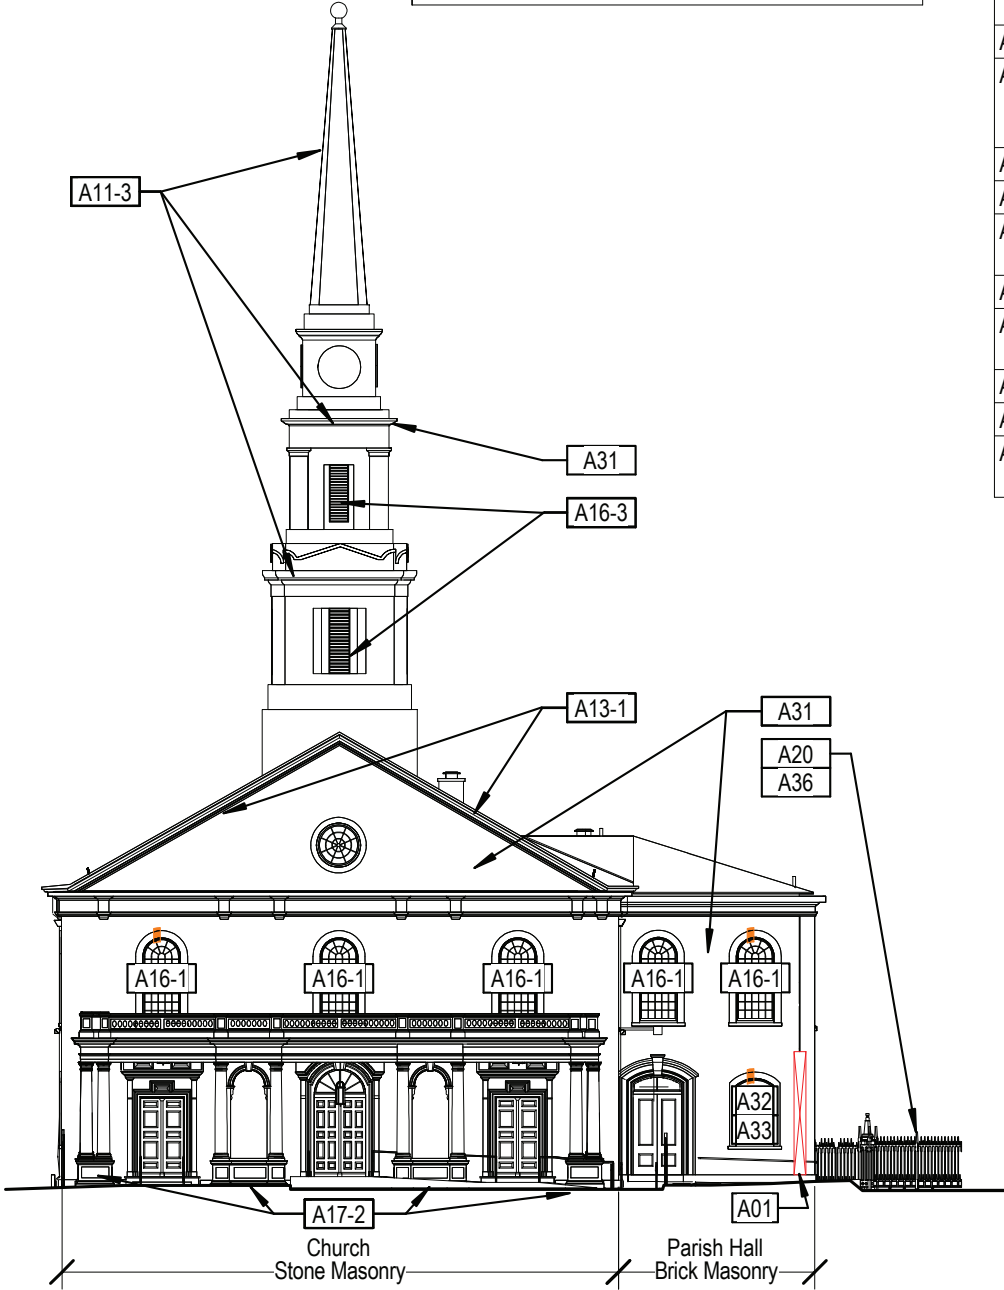 A
A
A
A
A
A
A
A
A
A
A11-3
A31
A16-3
A13-1
A31
A20
A36
A16-1
A16-1
A16-1
A16-1
A16-1
A32
A33
A17-2
A01
Church
Stone Masonry
Parish Hall
Brick Masonry